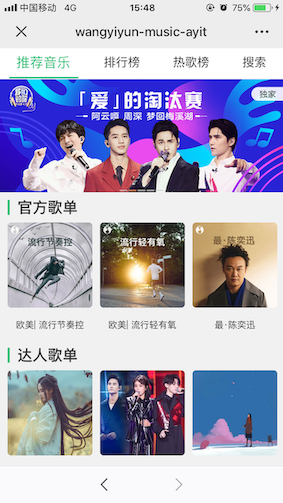 中国移动 4G 15:48 75%
wangyiyun-music-ayit
推荐音乐 排行榜 热歌榜 搜索
独家
「爱」的淘汰赛
阿云嘎 周深 梦回梅溪湖
官方歌单
流行节奏控
流行轻有氧
最·陈奕迅
欧美| 流行节奏控
欧美| 流行轻有氧
最·陈奕迅
达人歌单